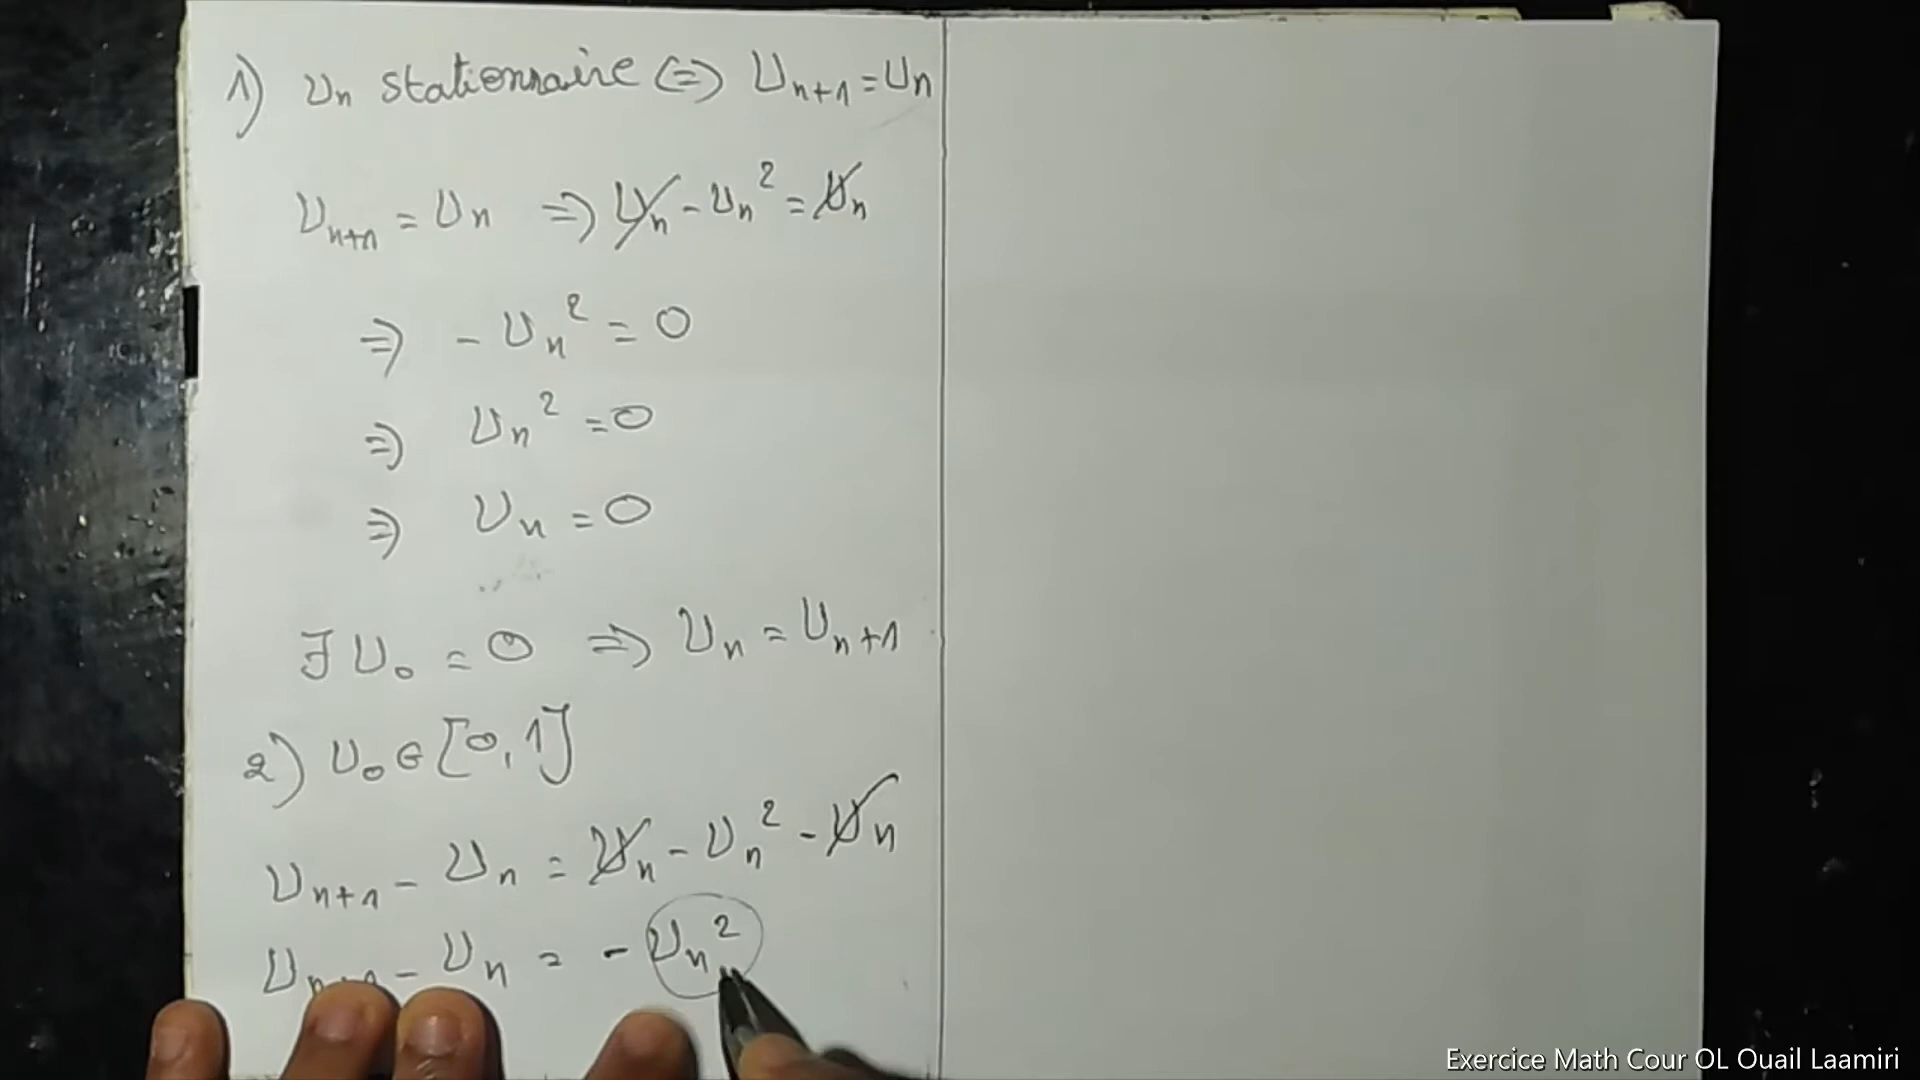 1) Un stationnaire (=) Un+1 = Un
Un+1 = Un => Un - Un² = Un
=> - Un² = 0
=> Un² = 0
=> Un = 0
∃ U₀ = 0 => Un = Un+1
2) U₀ ∈ [0,1]
Un+1 - Un = Un - Un² - Un
Un+1 - Un = - Un²
Exercice Math Cour OL Ouail Laamiri